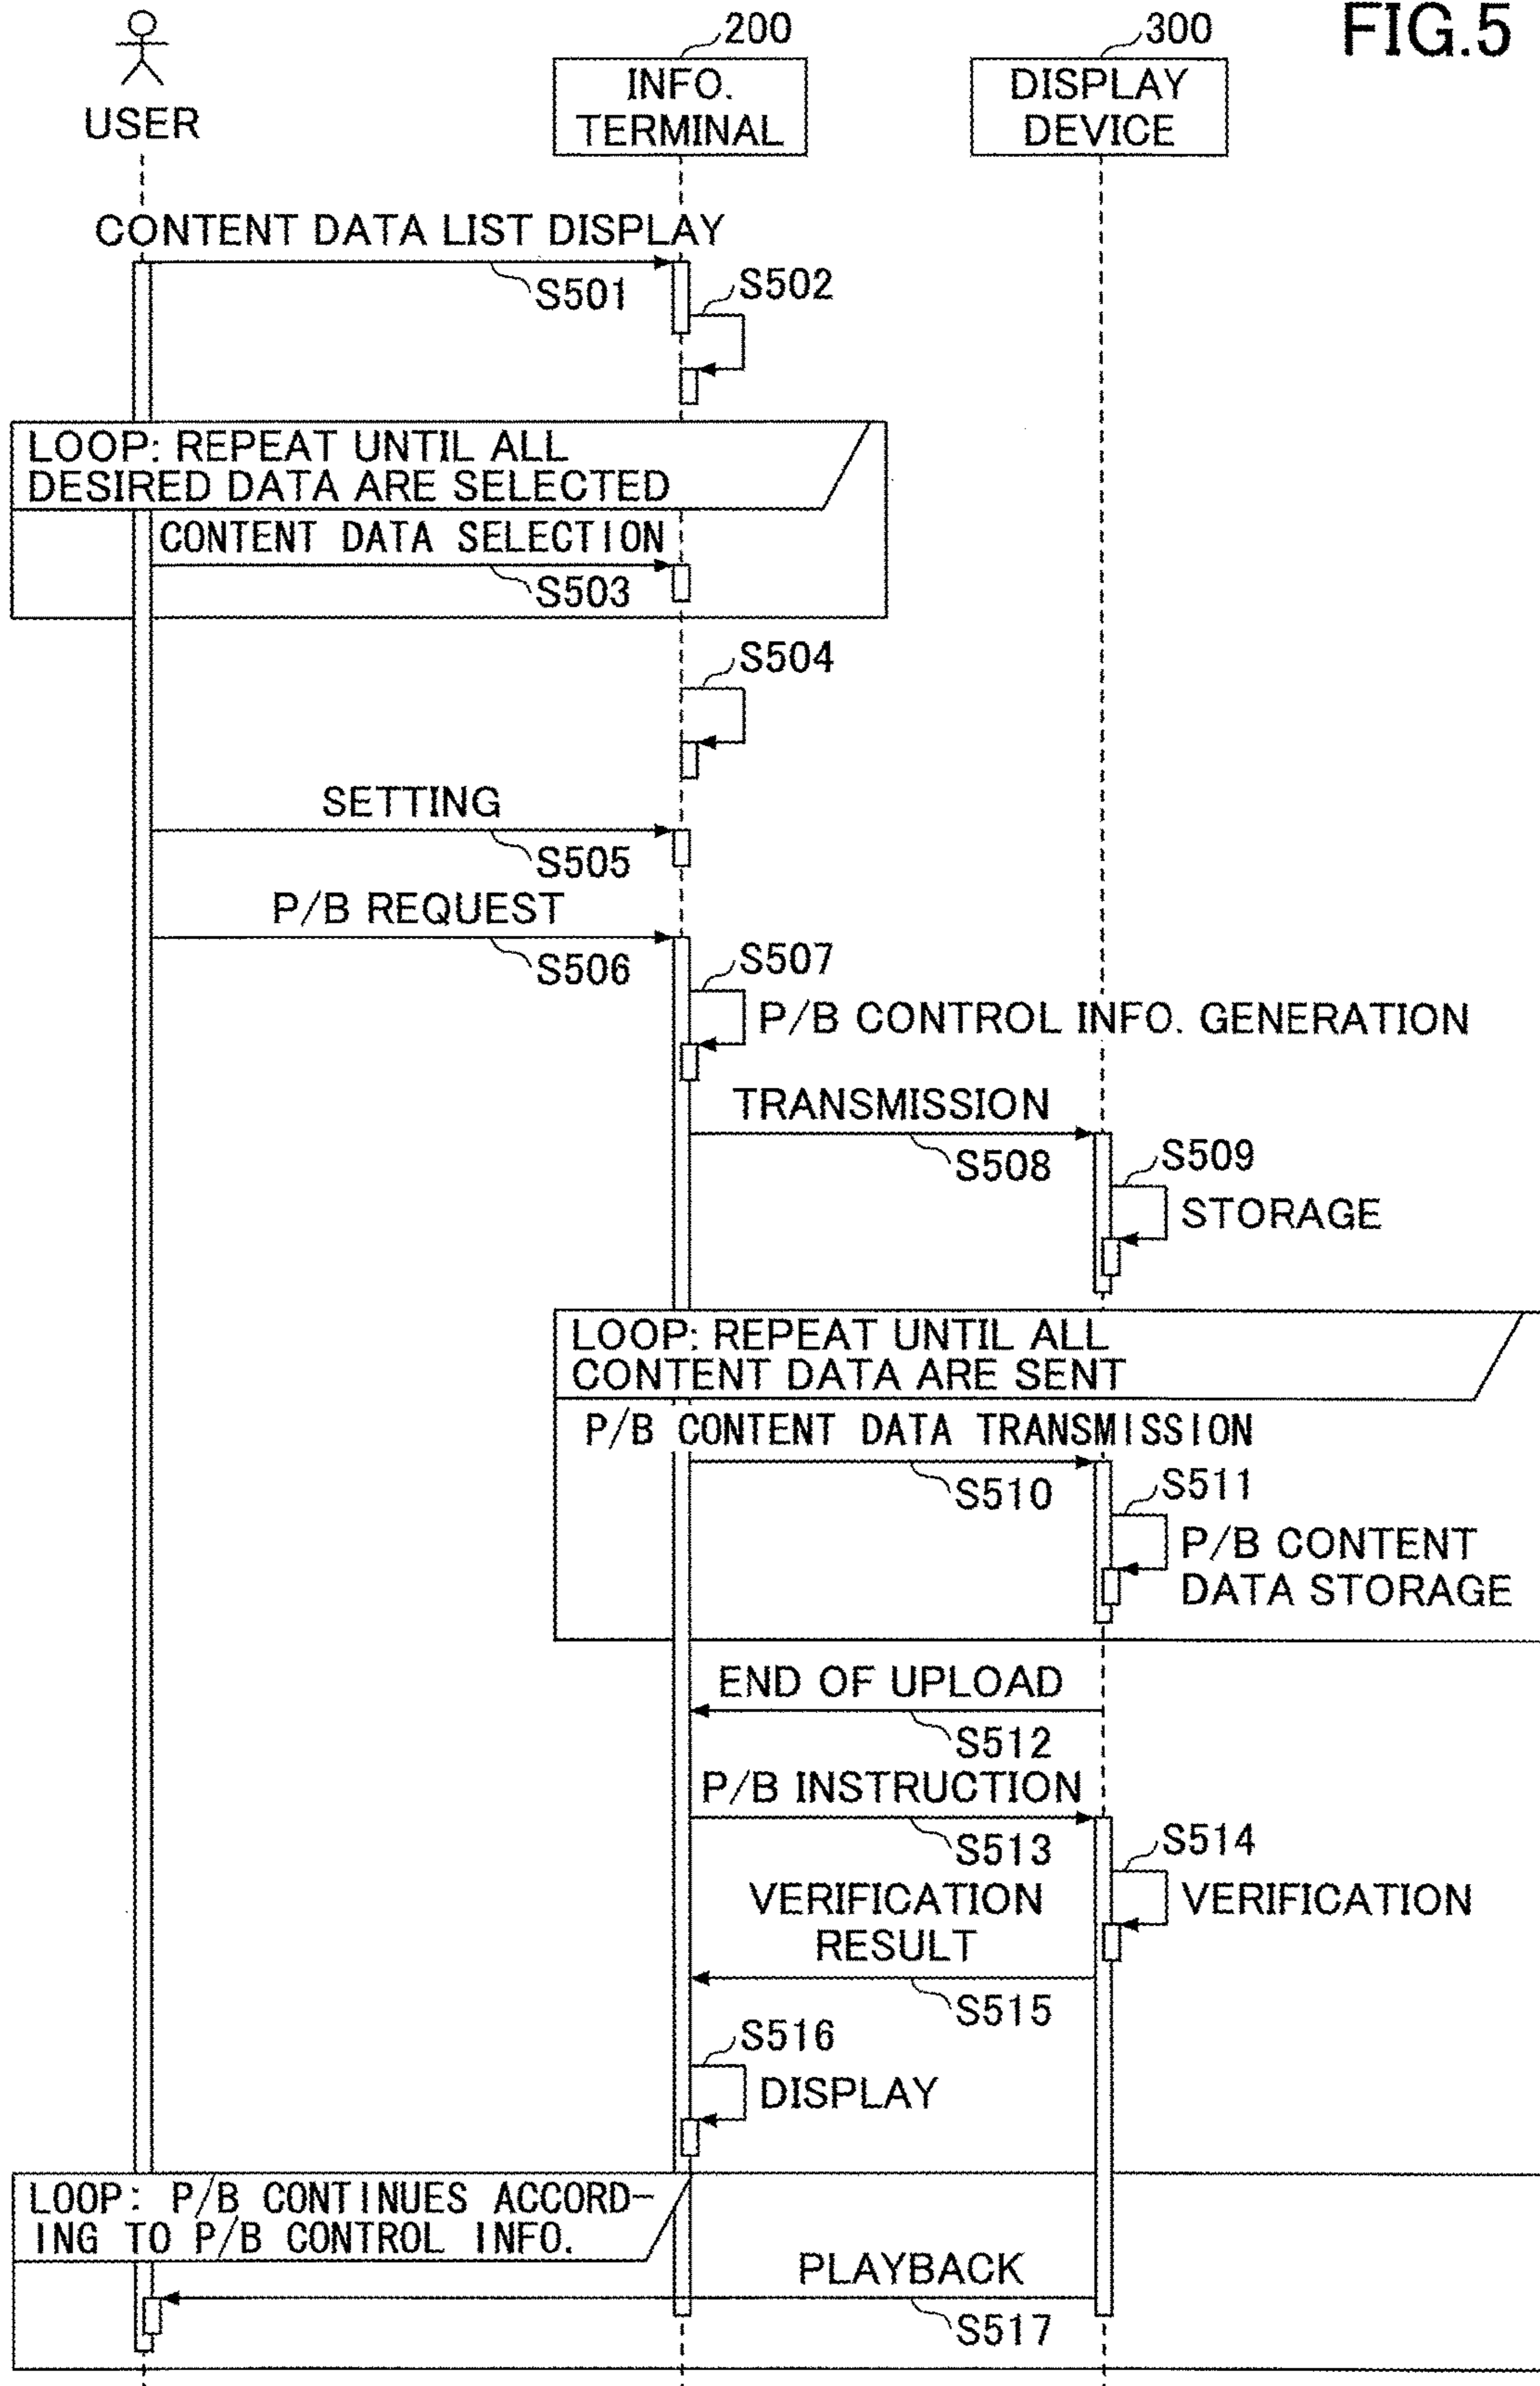 FIG.5
200
300
USER
INFO.
TERMINAL
DISPLAY
DEVICE
CONTENT DATA LIST DISPLAY
S501
S502
LOOP: REPEAT UNTIL ALL
DESIRED DATA ARE SELECTED
CONTENT DATA SELECTION
S503
S504
SETTING
S505
P/B REQUEST
S506
S507
P/B CONTROL INFO. GENERATION
TRANSMISSION
S508
S509
STORAGE
LOOP: REPEAT UNTIL ALL
CONTENT DATA ARE SENT
P/B CONTENT DATA TRANSMISSION
S510
S511
P/B CONTENT
DATA STORAGE
END OF UPLOAD
S512
P/B INSTRUCTION
S513
S514
VERIFICATION
VERIFICATION
RESULT
S515
S516
DISPLAY
LOOP: P/B CONTINUES ACCORD-
ING TO P/B CONTROL INFO.
PLAYBACK
S517